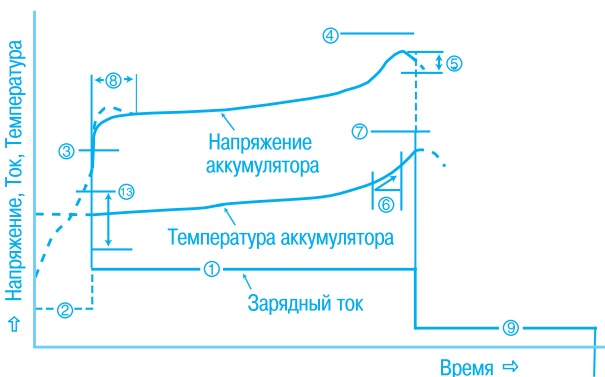 ⇧ Напряжение, Ток, Температура
④
⑤
⑧
⑦
Напряжение
аккумулятора
③
⑬
⑥
Температура аккумулятора
①
Зарядный ток
②
⑨
Время ⇨